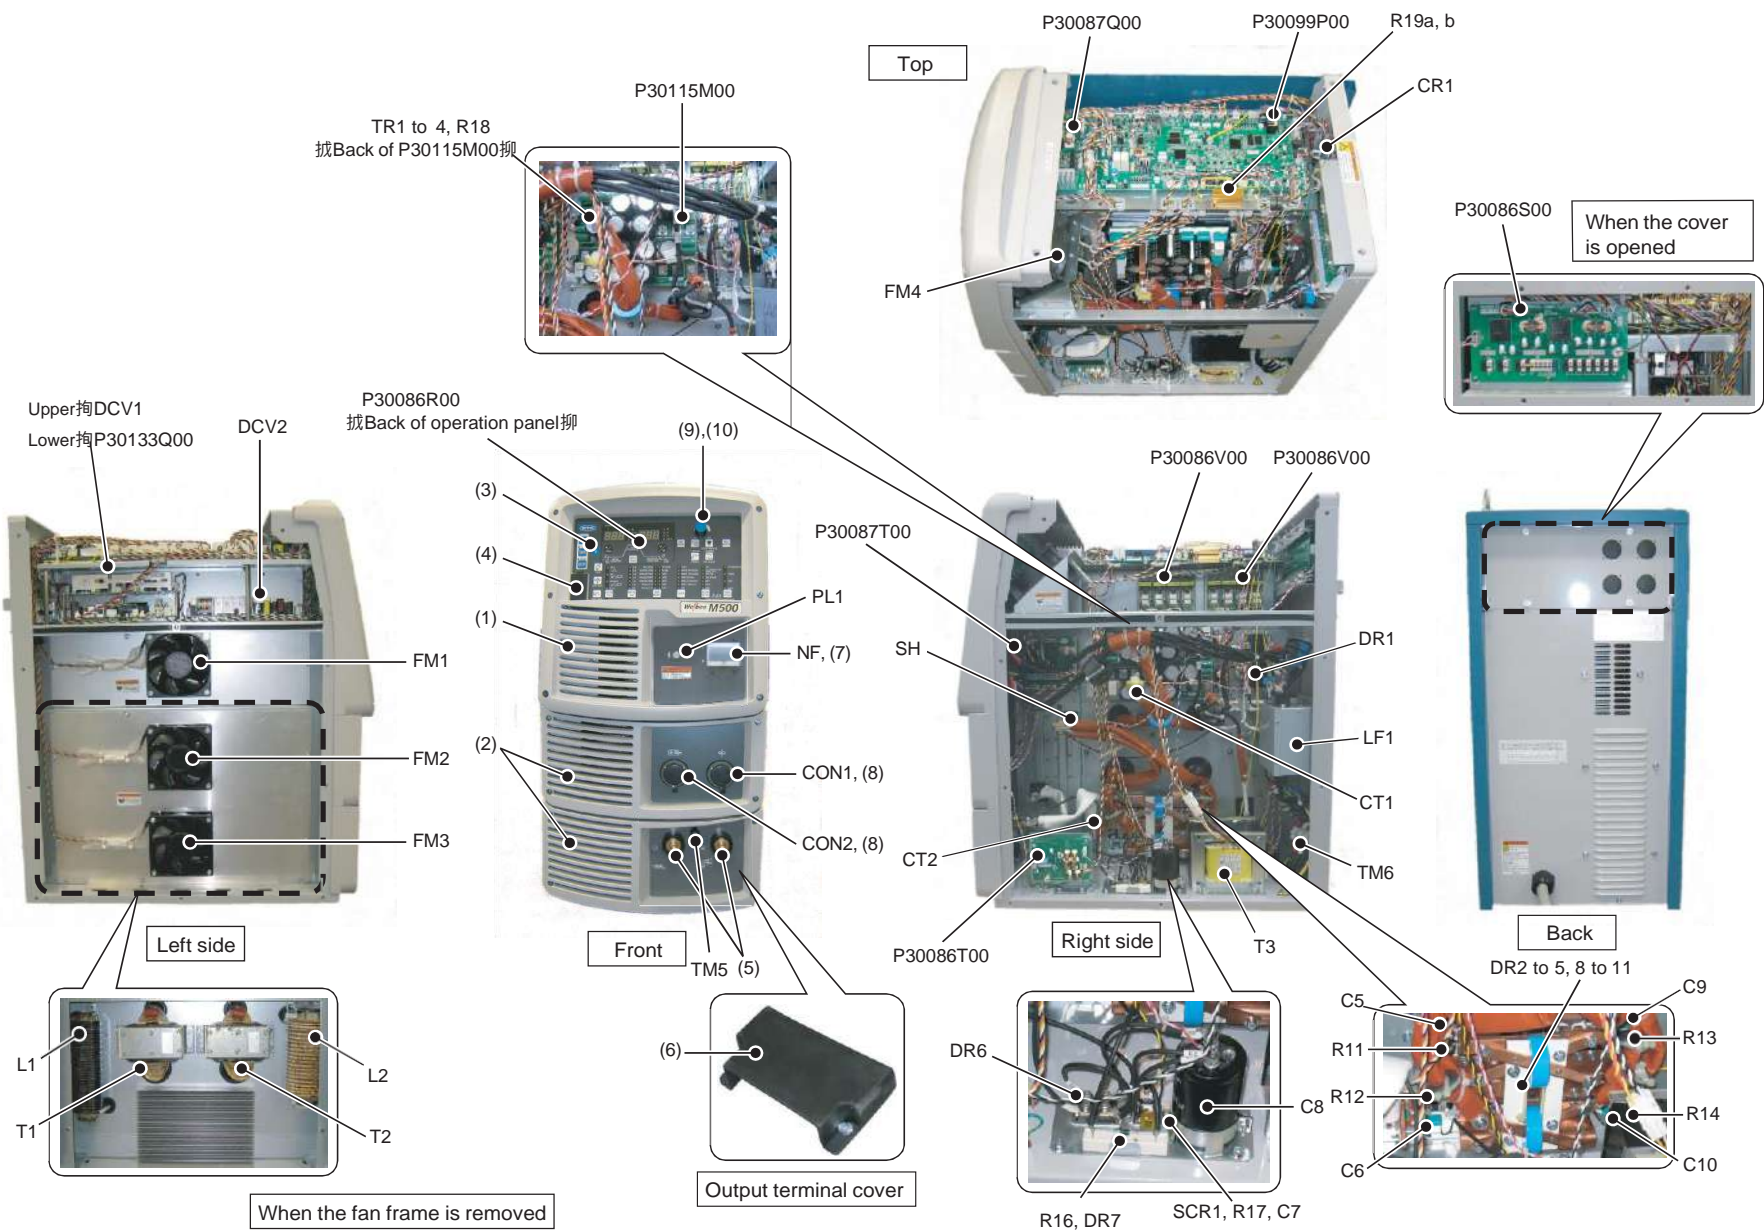 P30087Q00
P30099P00
R19a, b
Top
P30115M00
CR1
TR1 to 4, R18
拭Back of P30115M00抑
P30086S00
When the cover
is opened
FM4
Upper拘DCV1
Lower拘P30133Q00
DCV2
P30086R00
拭Back of operation panel抑
(9),(10)
P30086V00
P30086V00
(3)
P30087T00
(4)
PL1
Welbee M500
(1)
FM1
NF, (7)
SH
DR1
(2)
FM2
CON1, (8)
LF1
CT1
FM3
CON2, (8)
CT2
TM6
Left side
Front
TM5
(5)
P30086T00
Right side
T3
Back
DR2 to 5, 8 to 11
L1
L2
T1
T2
(6)
DR6
C8
C5
C9
R11
R13
R12
R14
C6
C10
Output terminal cover
When the fan frame is removed
R16, DR7
SCR1, R17, C7